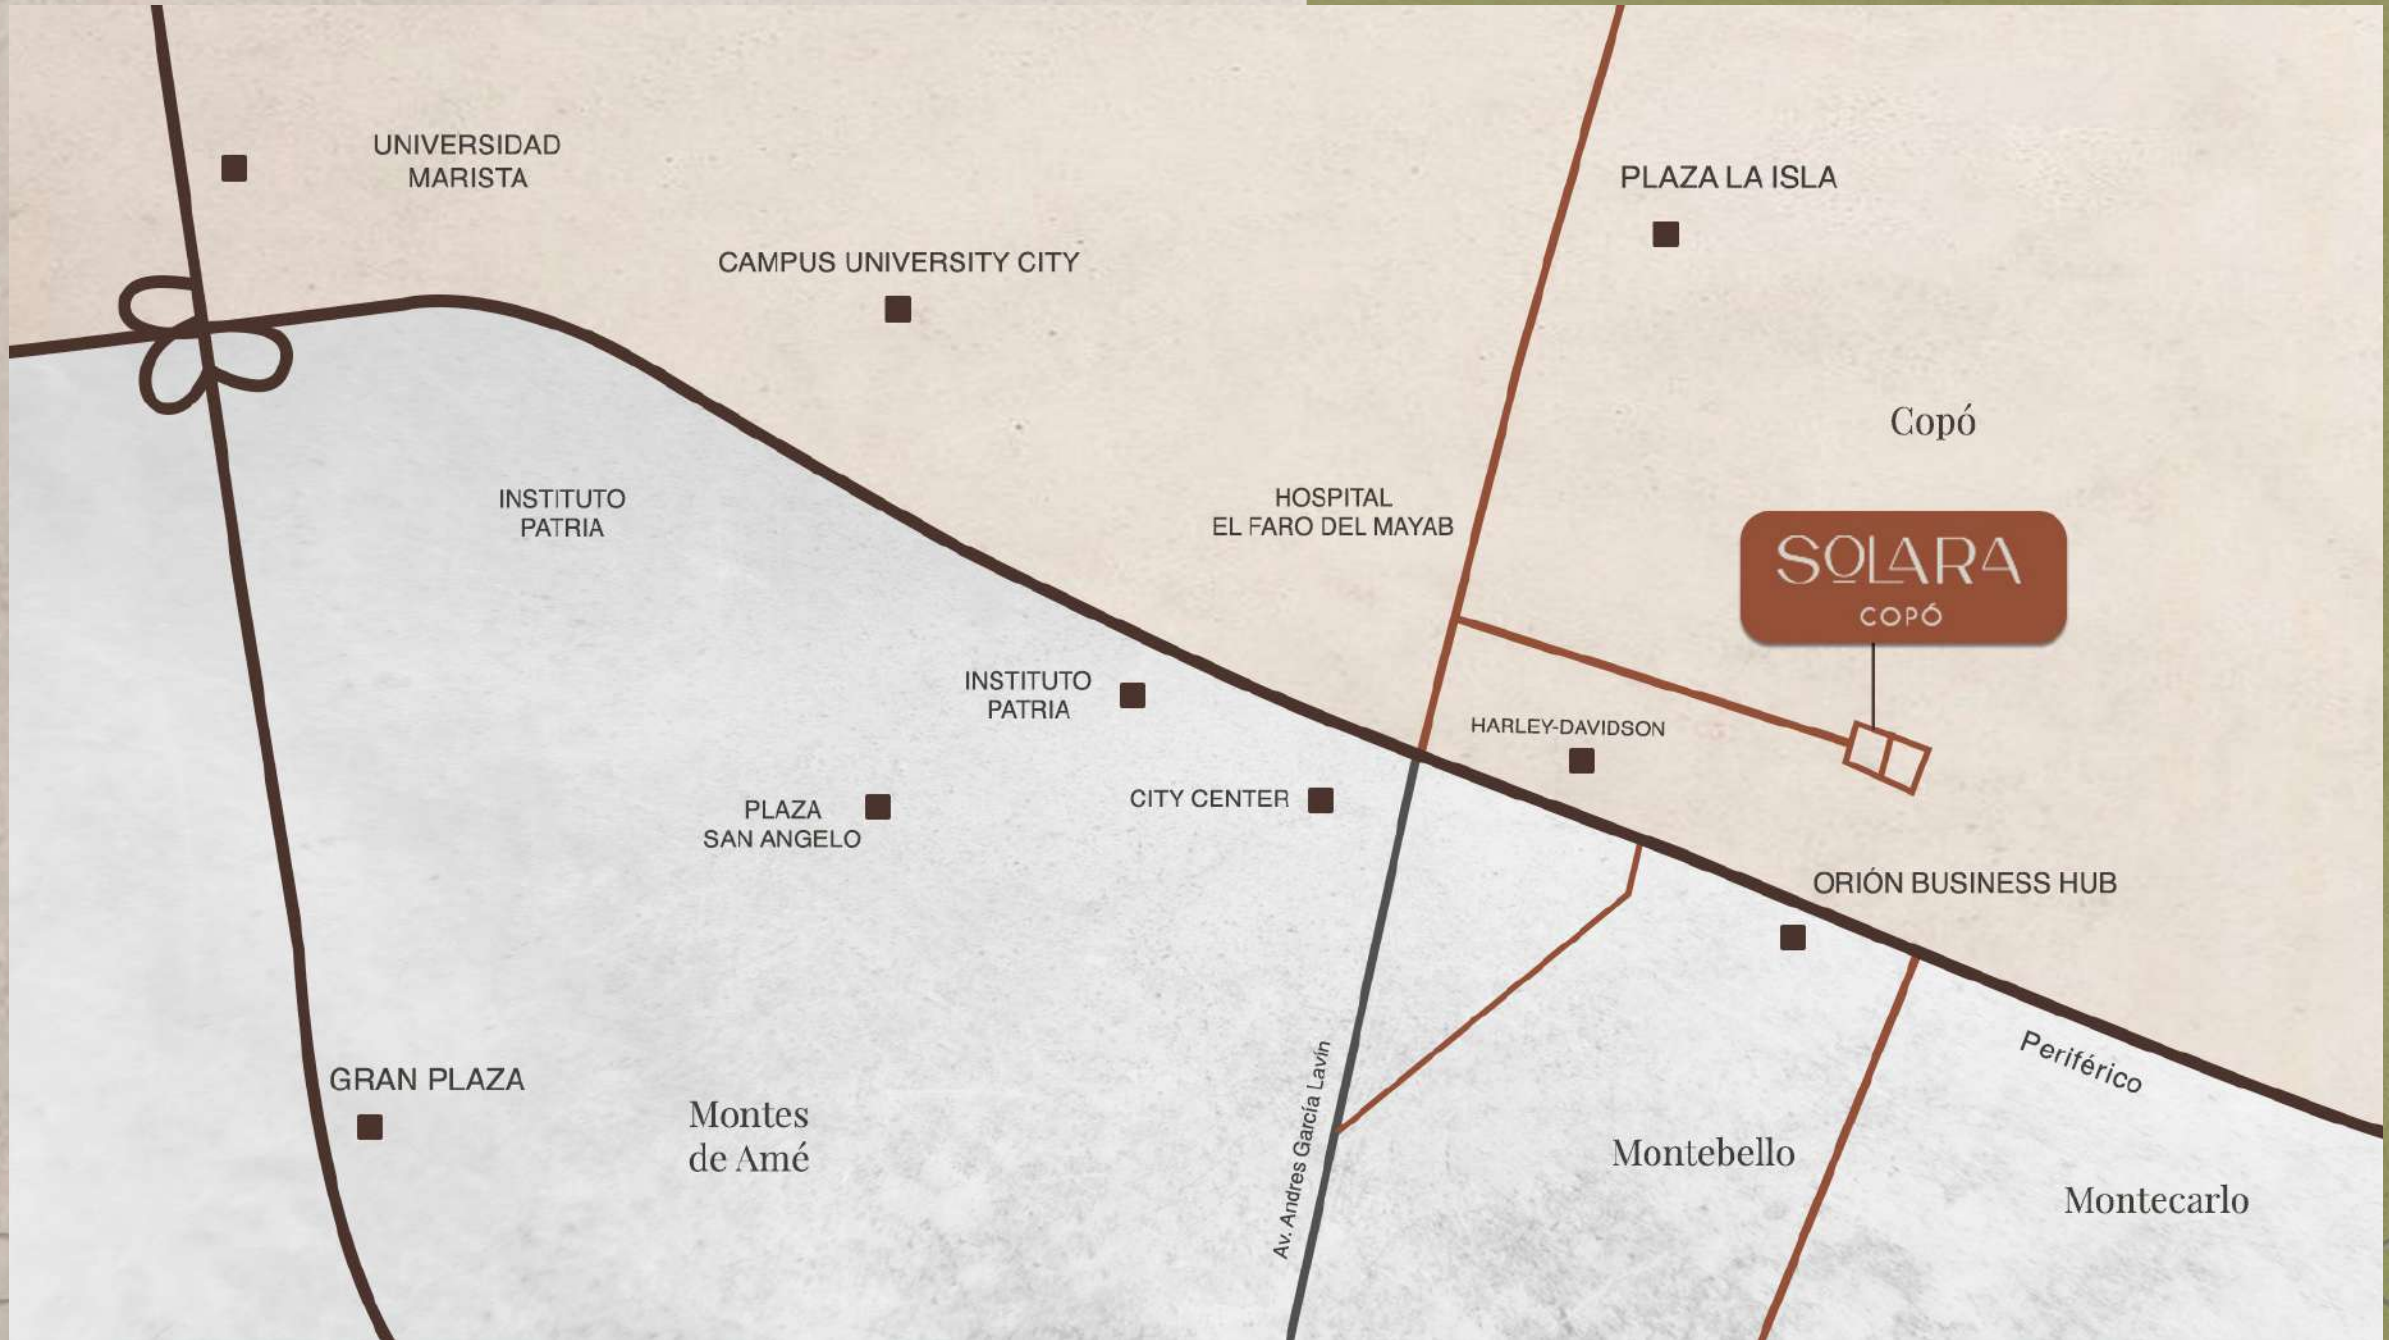 UNIVERSIDAD
MARISTA
PLAZA LA ISLA
CAMPUS UNIVERSITY CITY
Copó
INSTITUTO
PATRIA
HOSPITAL
EL FARO DEL MAYAB
SOLARA
COPÓ
INSTITUTO
PATRIA
HARLEY-DAVIDSON
PLAZA
SAN ANGELO
CITY CENTER
ORIÓN BUSINESS HUB
Periférico
GRAN PLAZA
Montes
de Amé
Av. Andres García Lavín
Montebello
Montecarlo